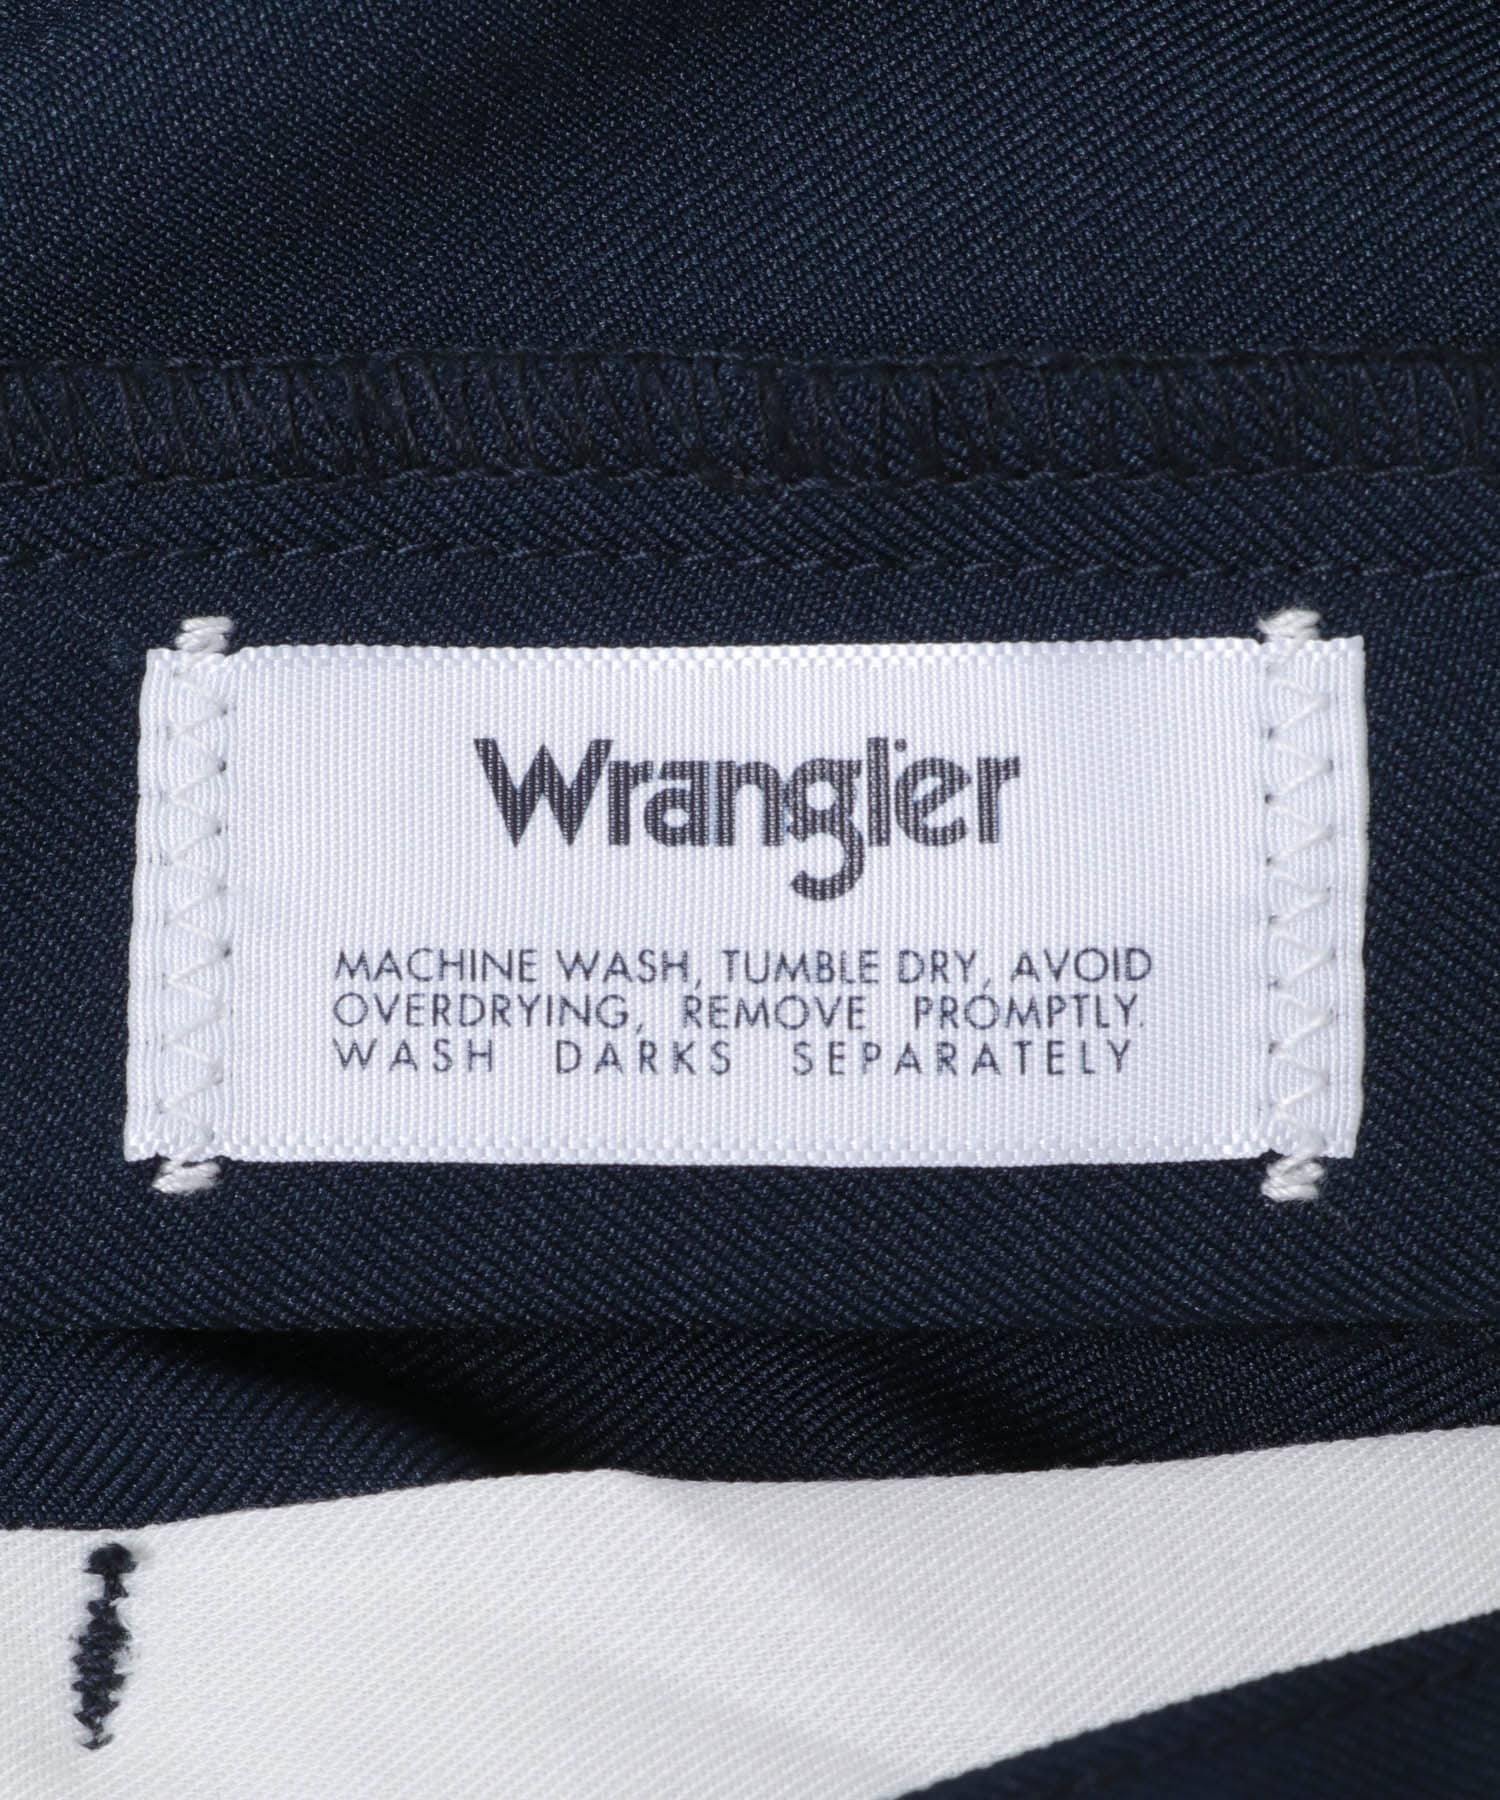 Wrangler
MACHINE WASH, TUMBLE DRY, AVOID
OVERDRYING, REMOVE PROMPTLY.
WASH DARKS SEPARATELY